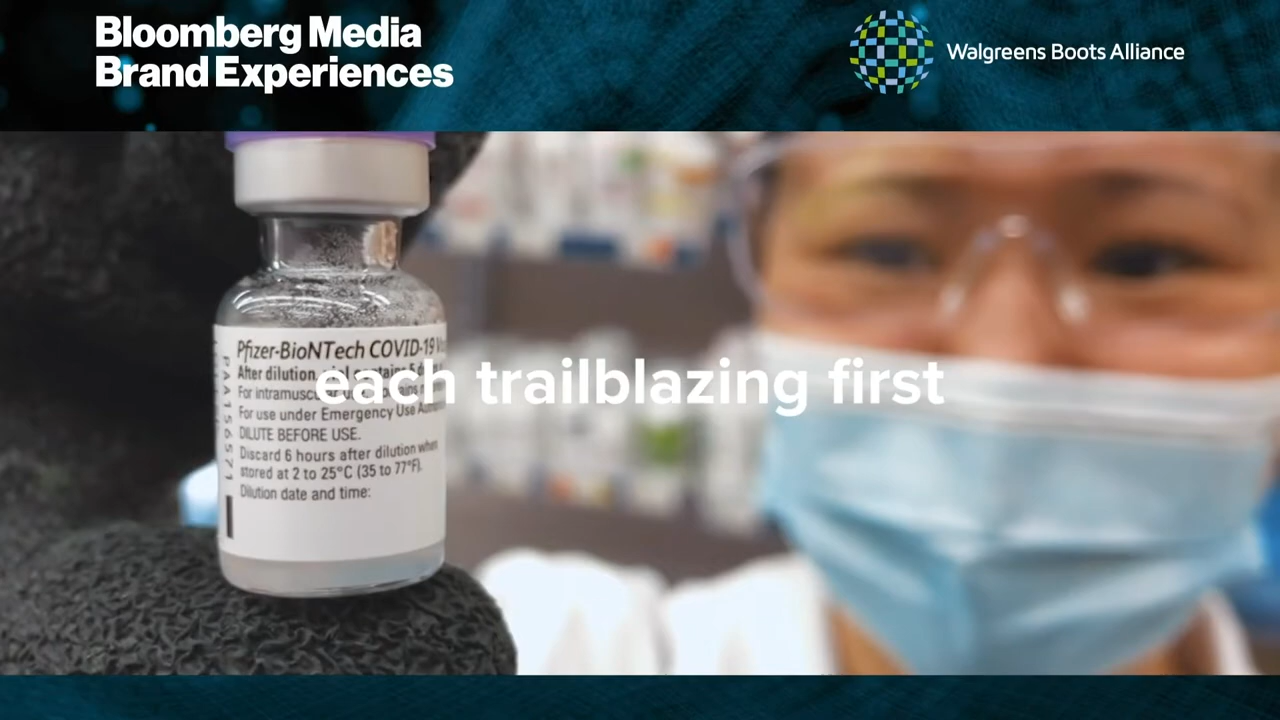 Bloomberg Media
Brand Experiences
Walgreens Boots Alliance
Pfizer-BioNTech COVID-19
After dilution,
each trailblazing first
For use under Emergency Use
DILUTE BEFORE USE.
Discard 6 hours after dilution when
stored at 2 to 25°C (35 to 77°F).
Dilution date and time:
PAA156571